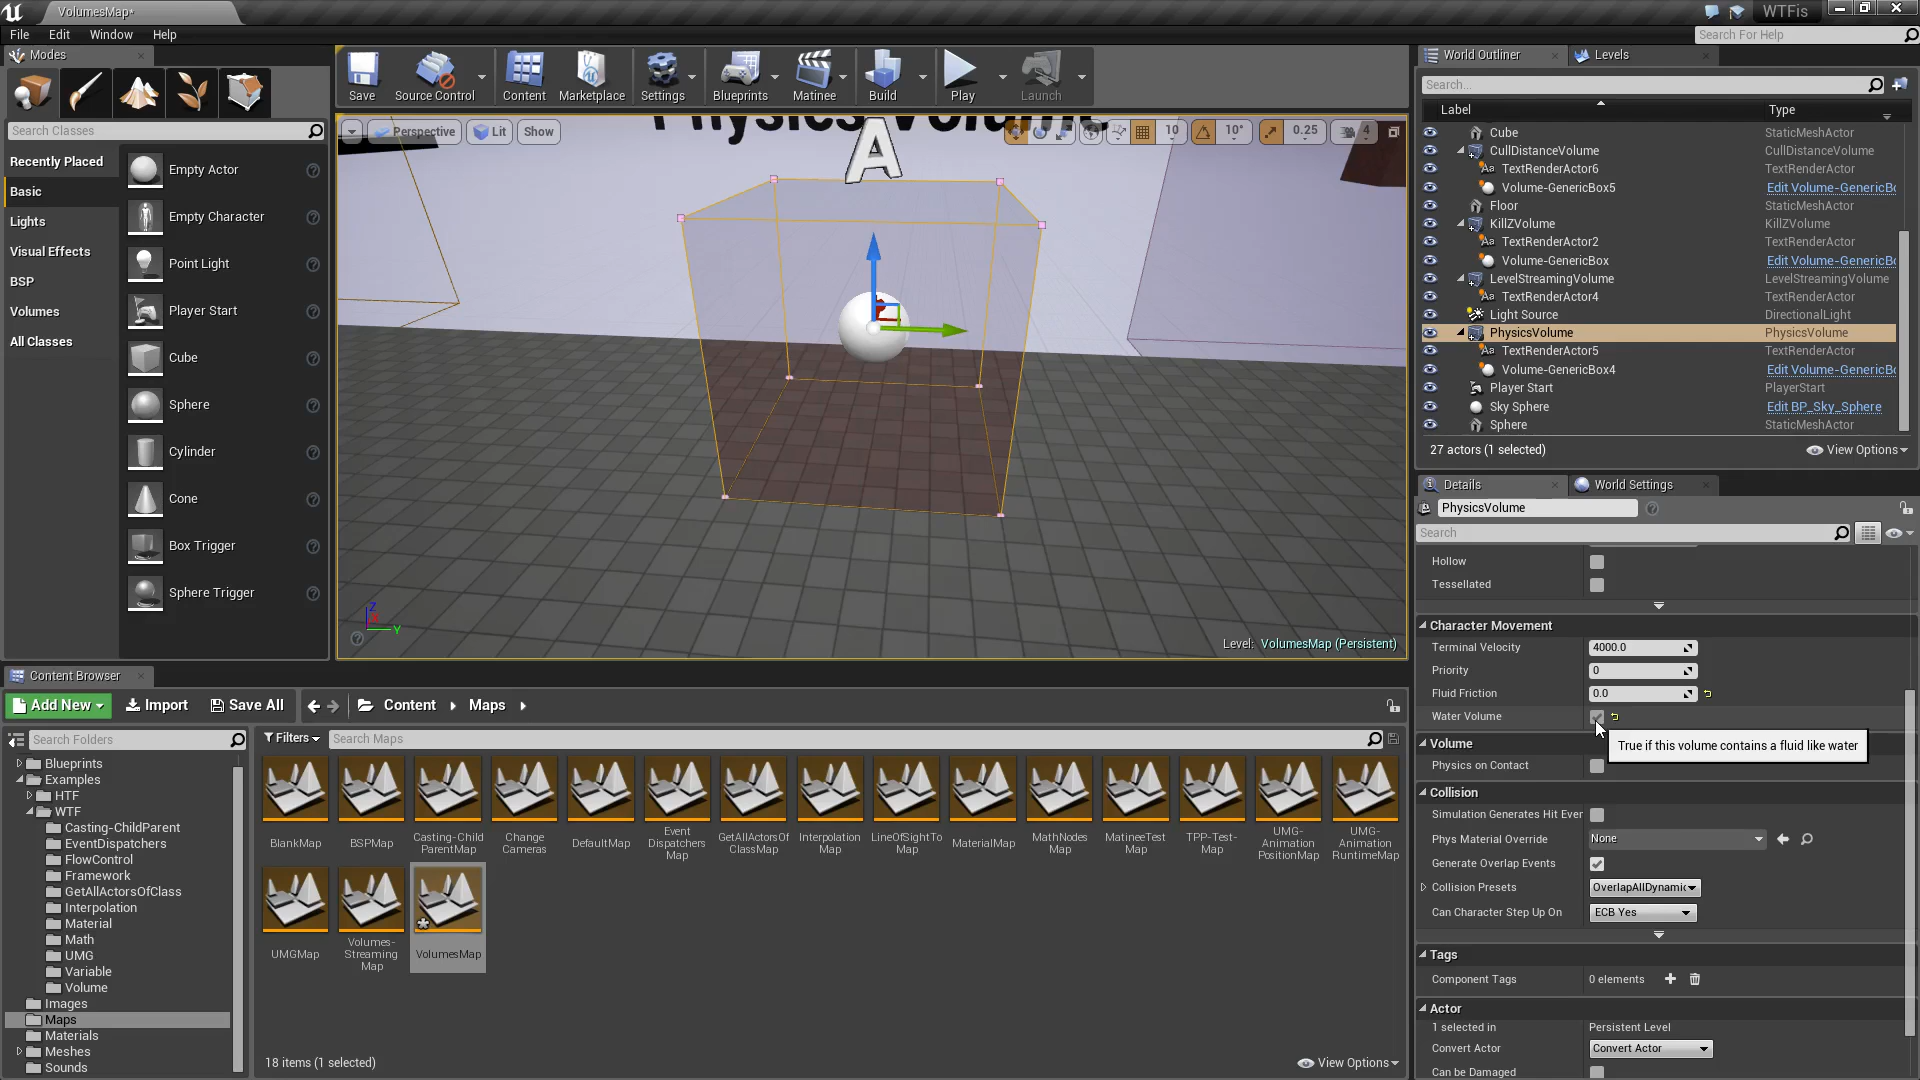 VolumesMap*
WTFis
File Edit Window Help
Search For Help
Modes
Search Classes
Recently Placed
Basic
Lights
Visual Effects
BSP
Volumes
All Classes
Empty Actor
Empty Character
Point Light
Player Start
Cube
Sphere
Cylinder
Cone
Box Trigger
Sphere Trigger
Save
Source Control
Content
Marketplace
Settings
Blueprints
Matinee
Build
Play
Launch
Perspective
Lit
Show
10
10°
0.25
4
Physics Volume
A
Z
Y
Level: VolumesMap (Persistent)
World Outliner
Levels
Search...
Label Type
Cube StaticMeshActor
CullDistanceVolume CullDistanceVolume
TextRenderActor6 TextRenderActor
Volume-GenericBox5 Edit Volume-GenericBo
Floor StaticMeshActor
KillZVolume KillZVolume
TextRenderActor2 TextRenderActor
Volume-GenericBox Edit Volume-GenericBo
LevelStreamingVolume LevelStreamingVolume
TextRenderActor4 TextRenderActor
Light Source DirectionalLight
PhysicsVolume PhysicsVolume
TextRenderActor5 TextRenderActor
Volume-GenericBox4 Edit Volume-GenericBo
Player Start PlayerStart
Sky Sphere Edit BP_Sky_Sphere
Sphere StaticMeshActor
27 actors (1 selected)
View Options
Details
World Settings
PhysicsVolume
Search
Hollow
Tessellated
Character Movement
Terminal Velocity 4000.0
Priority 0
Fluid Friction 0.0
Water Volume
True if this volume contains a fluid like water
Volume
Physics on Contact
Collision
Simulation Generates Hit Ever
Phys Material Override None
Generate Overlap Events
Collision Presets OverlapAllDynamic
Can Character Step Up On ECB Yes
Tags
Component Tags 0 elements
Actor
1 selected in Persistent Level
Convert Actor Convert Actor
Can be Damaged
Content Browser
Add New
Import
Save All
Content
Maps
Search Folders
Filters
Search Maps
Blueprints
Examples
HTF
WTF
Casting-ChildParent
EventDispatchers
FlowControl
Framework
GetAllActorsOfClass
Interpolation
Material
Math
UMG
Variable
Volume
Images
Maps
Materials
Meshes
Sounds
BlankMap
BSPMap
Casting-Child
ParentMap
Change
Cameras
DefaultMap
Event
Dispatchers
Map
GetAllActorsOf
ClassMap
Interpolation
Map
LineOfSightTo
Map
MaterialMap
MathNodes
Map
MatineeTest
Map
TPP-Test-
Map
UMG-
Animation
PositionMap
UMG-
Animation
RuntimeMap
UMGMap
Volumes-
Streaming
Map
VolumesMap
18 items (1 selected)
View Options